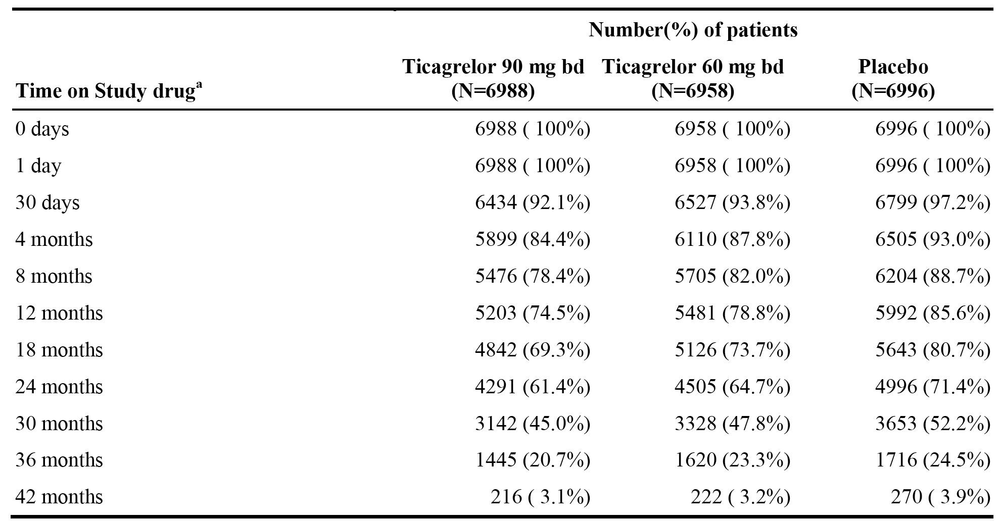 Number(%) of patients
Ticagrelor 90 mg bd Ticagrelor 60 mg bd Placebo
Time on Study drugᵃ (N=6988) (N=6958) (N=6996)
0 days 6988 ( 100%) 6958 ( 100%) 6996 ( 100%)
1 day 6988 ( 100%) 6958 ( 100%) 6996 ( 100%)
30 days 6434 (92.1%) 6527 (93.8%) 6799 (97.2%)
4 months 5899 (84.4%) 6110 (87.8%) 6505 (93.0%)
8 months 5476 (78.4%) 5705 (82.0%) 6204 (88.7%)
12 months 5203 (74.5%) 5481 (78.8%) 5992 (85.6%)
18 months 4842 (69.3%) 5126 (73.7%) 5643 (80.7%)
24 months 4291 (61.4%) 4505 (64.7%) 4996 (71.4%)
30 months 3142 (45.0%) 3328 (47.8%) 3653 (52.2%)
36 months 1445 (20.7%) 1620 (23.3%) 1716 (24.5%)
42 months 216 ( 3.1%) 222 ( 3.2%) 270 ( 3.9%)